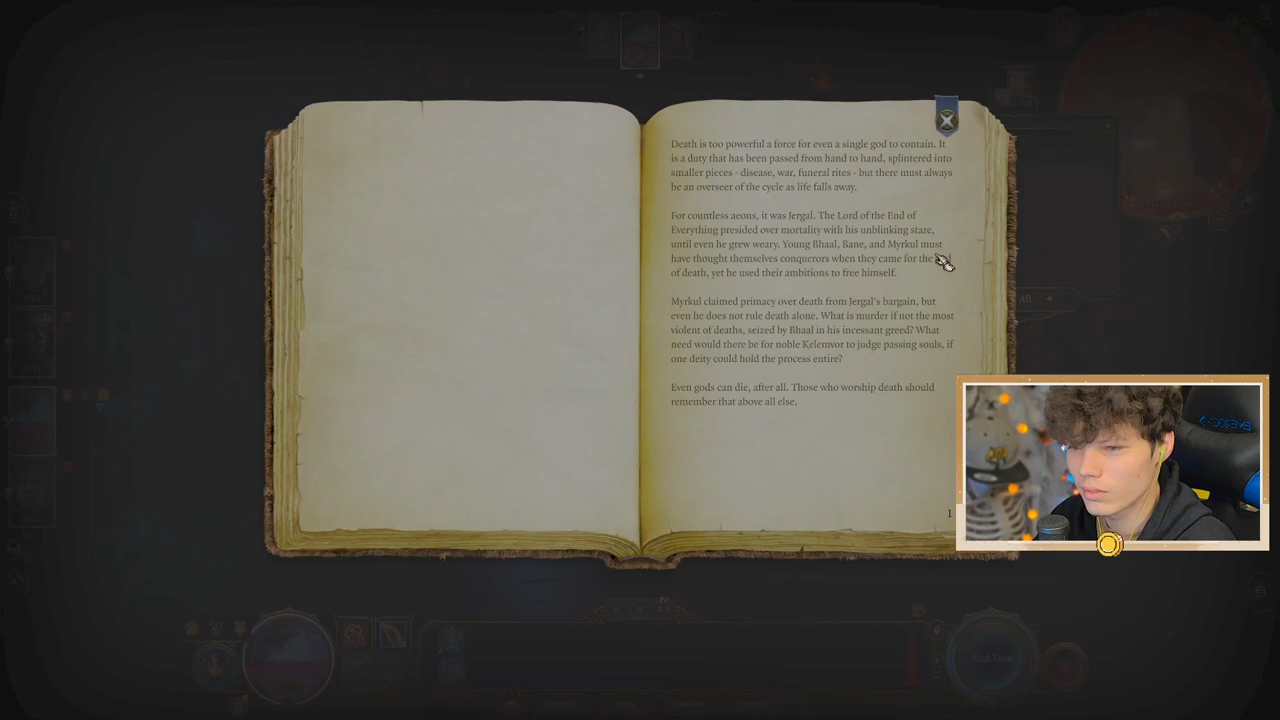 Death is too powerful a force for even a single god to contain. It
is a duty that has been passed from hand to hand, splintered into
smaller pieces - disease, war, funeral rites - but there must always
be an overseer of the cycle as life falls away.
For countless aeons, it was Jergal. The Lord of the End of
Everything presided over mortality with his unblinking stare,
until even he grew weary. Young Bhaal, Bane, and Myrkul must
have thought themselves conquerors when they came for the
of death, yet he used their ambitions to free himself.
Myrkul claimed primacy over death from Jergal's bargain, but
even he does not rule death alone. What is murder if not the most
violent of deaths, seized by Bhaal in his incessant greed? What
need would there be for noble Kelemvor to judge passing souls, if
one deity could hold the process entire?
Even gods can die, after all. Those who worship death should
remember that above all else.
1
All
End Turn